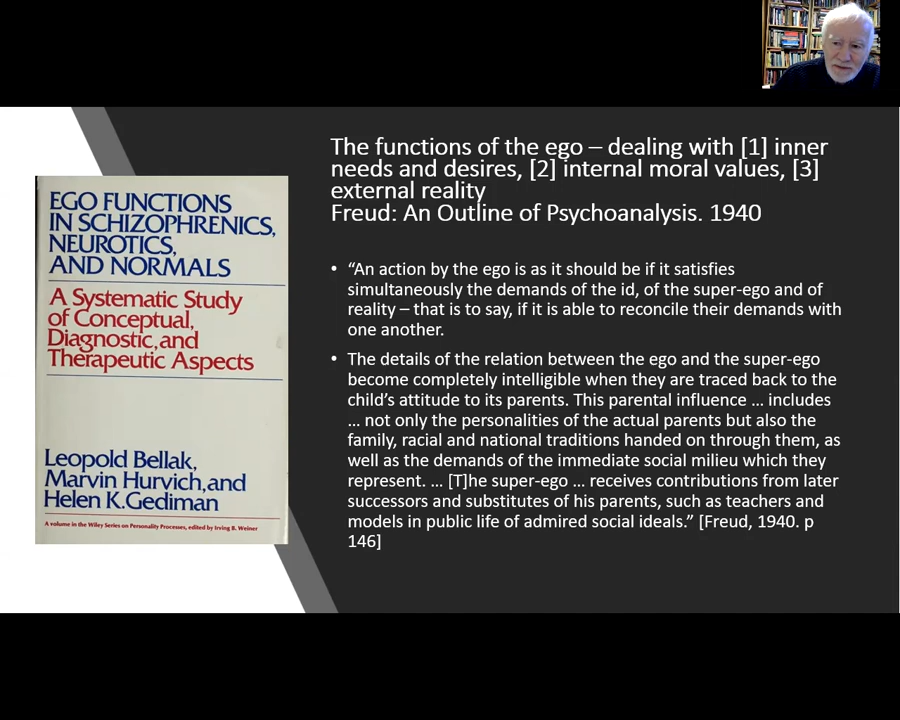 EGO FUNCTIONS
IN SCHIZOPHRENICS,
NEUROTICS,
AND NORMALS
A Systematic Study
of Conceptual,
Diagnostic, and
Therapeutic Aspects
Leopold Bellak,
Marvin Hurvich, and
Helen K. Gediman
A volume in the Wiley Series on Personality Processes, edited by Irving B. Weiner
The functions of the ego – dealing with [1] inner
needs and desires, [2] internal moral values, [3]
external reality
Freud: An Outline of Psychoanalysis. 1940
• “An action by the ego is as it should be if it satisfies
simultaneously the demands of the id, of the super-ego and of
reality – that is to say, if it is able to reconcile their demands with
one another.
• The details of the relation between the ego and the super-ego
become completely intelligible when they are traced back to the
child’s attitude to its parents. This parental influence … includes
… not only the personalities of the actual parents but also the
family, racial and national traditions handed on through them, as
well as the demands of the immediate social milieu which they
represent. … [T]he super-ego … receives contributions from later
successors and substitutes of his parents, such as teachers and
models in public life of admired social ideals.” [Freud, 1940. p
146]